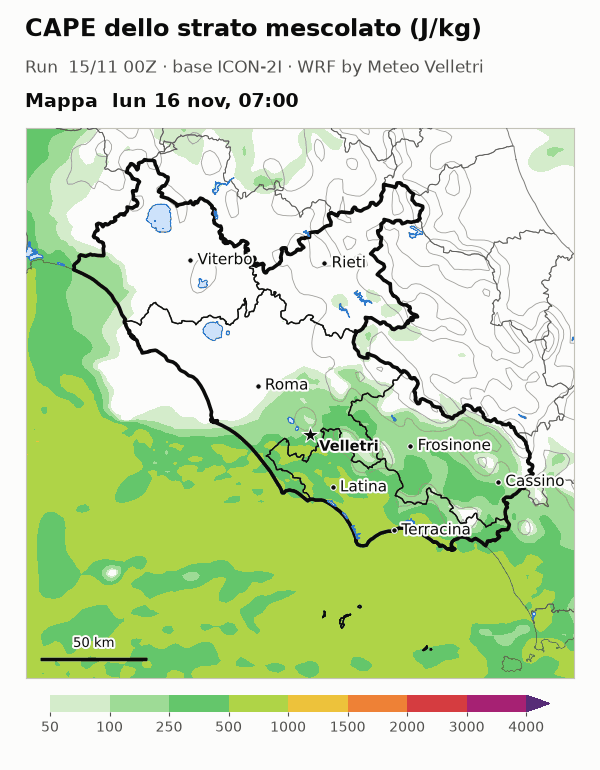 CAPE dello strato mescolato (J/kg)
Run  15/11 00Z · base ICON-2I · WRF by Meteo Velletri
Mappa  lun 16 nov, 07:00
Viterbo
Rieti
Roma
Velletri
Frosinone
Latina
Cassino
Terracina
50 km
50 100 250 500 1000 1500 2000 3000 4000